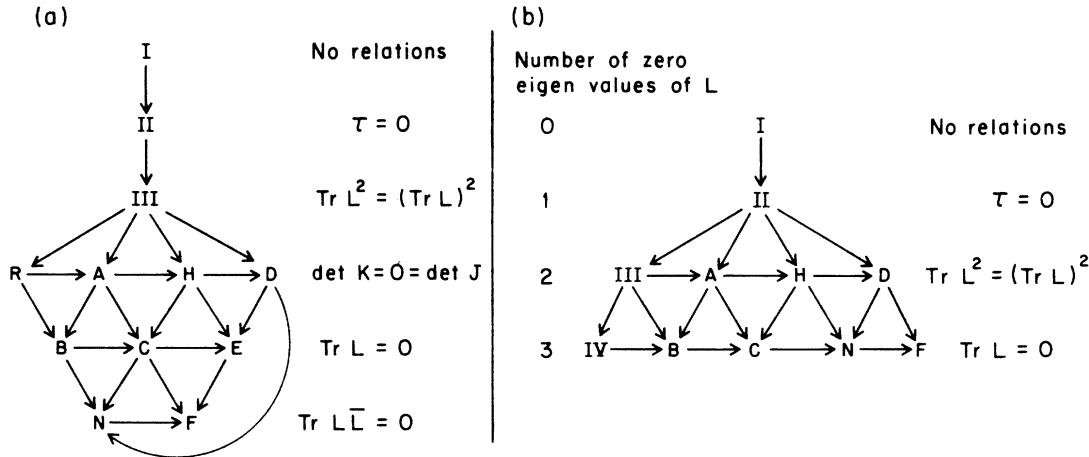 (a)
I No relations
II τ = 0
III Tr L² = (Tr L)²
R A H D det K = 0 = det J
B C E Tr L = 0
N F Tr L L̅ = 0
(b)
Number of zero
eigen values of L
0 I No relations
1 II τ = 0
2 III A H D Tr L² = (Tr L)²
3 IV B C N F Tr L = 0